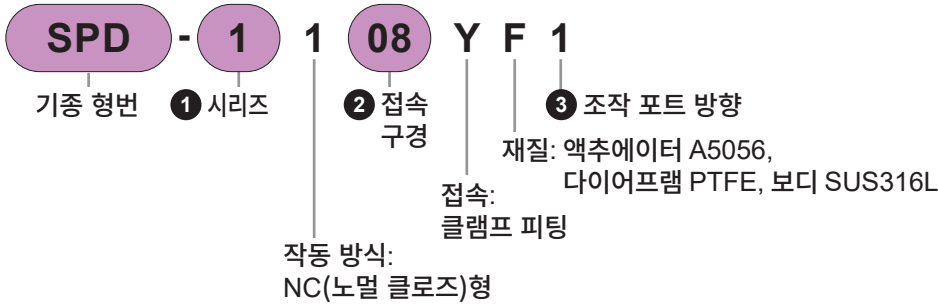 SPD - 1 1 08 Y F 1
기종 형번 ❶ 시리즈 ❷ 접속 구경 ❸ 조작 포트 방향
재질: 액추에이터 A5056,
다이어프램 PTFE, 보디 SUS316L
접속:
클램프 피팅
작동 방식:
NC(노멀 클로즈)형